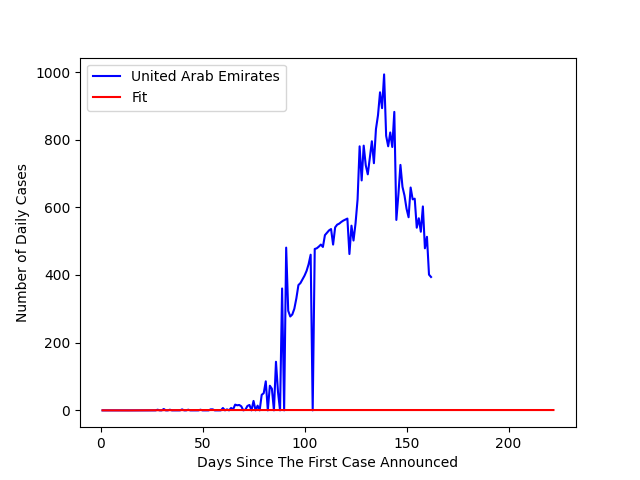 United Arab Emirates
Fit
1000
800
600
400
200
0
Number of Daily Cases
0 50 100 150 200
Days Since The First Case Announced